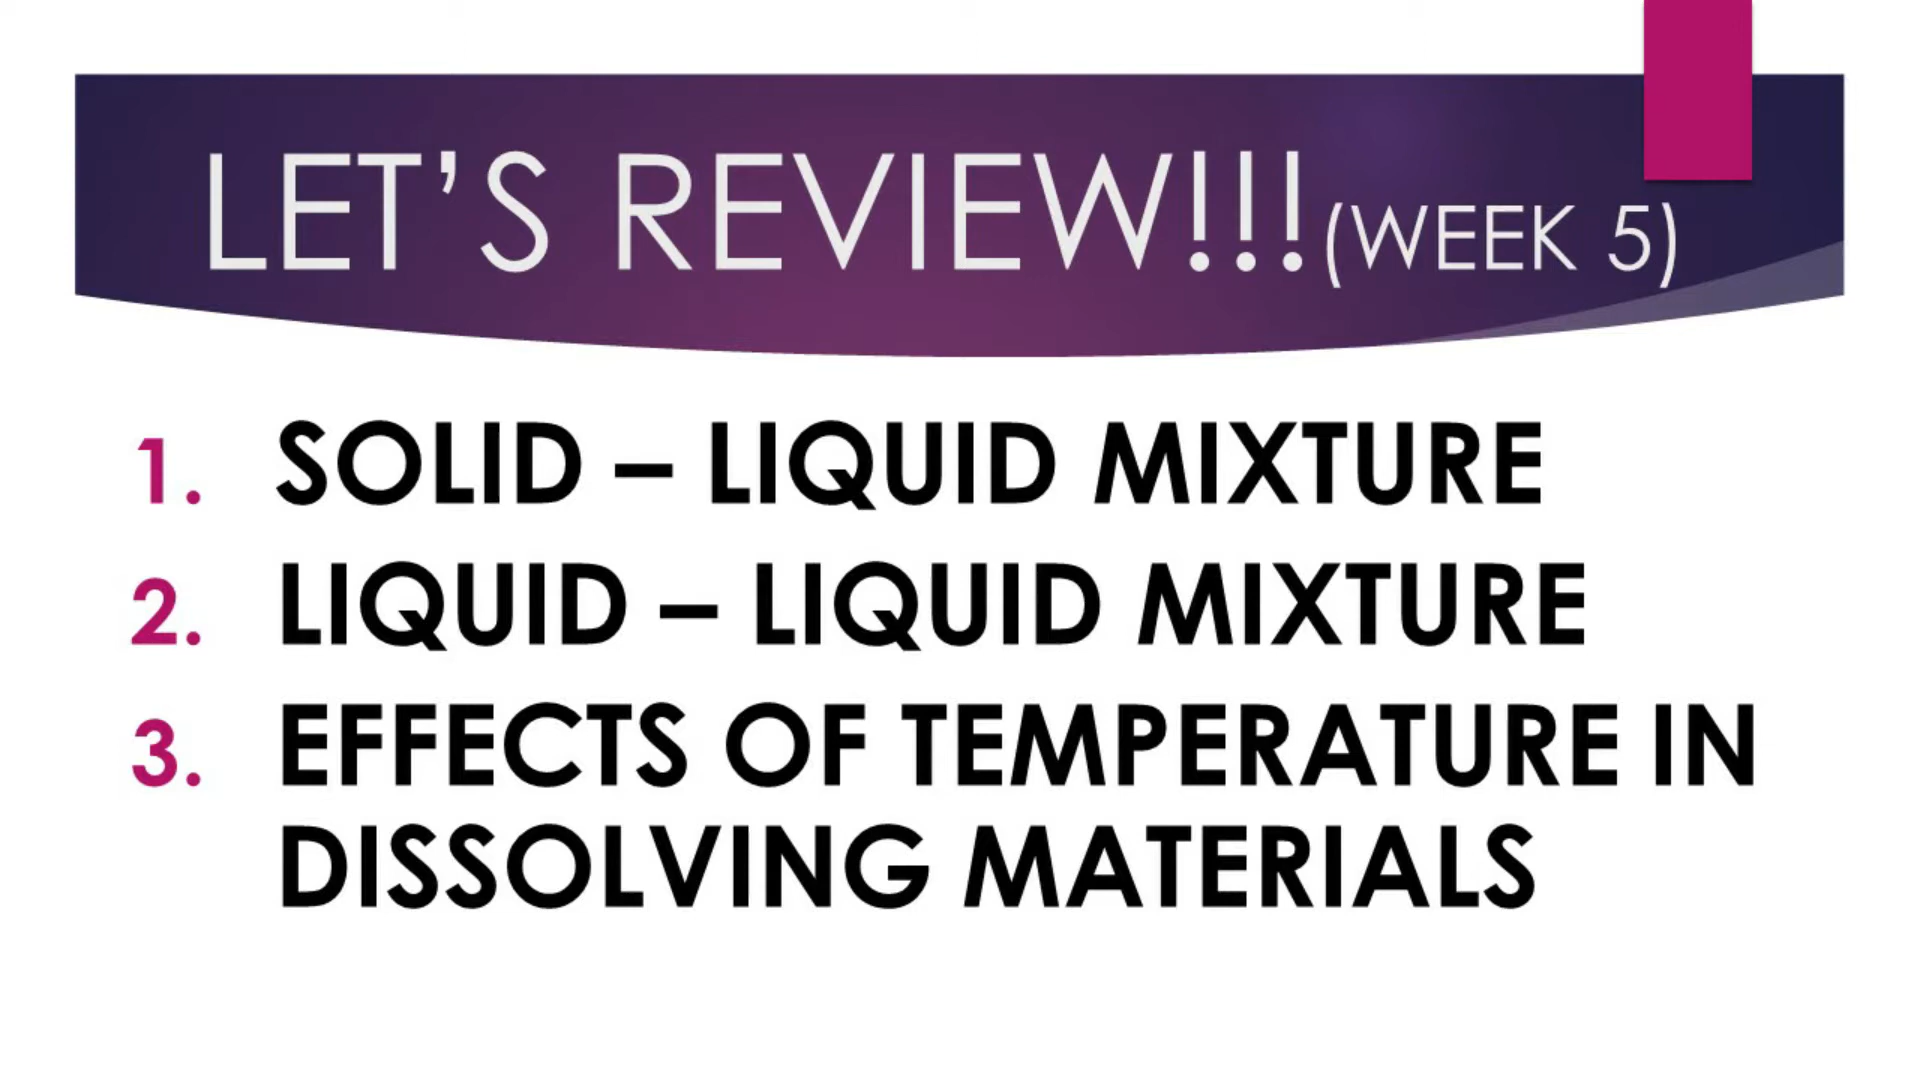 LET’S REVIEW!!!(WEEK 5)
1. SOLID – LIQUID MIXTURE
2. LIQUID – LIQUID MIXTURE
3. EFFECTS OF TEMPERATURE IN
DISSOLVING MATERIALS